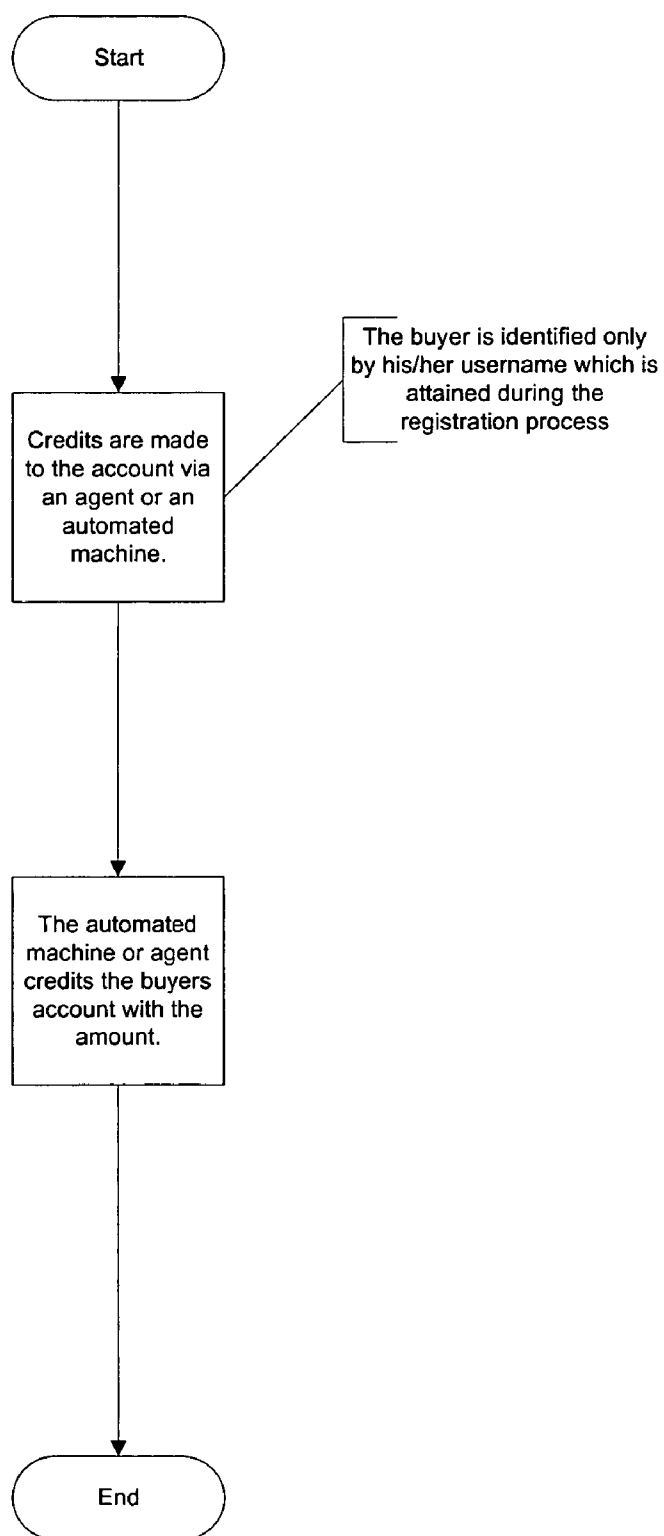 Start
The buyer is identified only
by his/her username which is
attained during the
registration process
Credits are made
to the account via
an agent or an
automated
machine.
The automated
machine or agent
credits the buyers
account with the
amount.
End